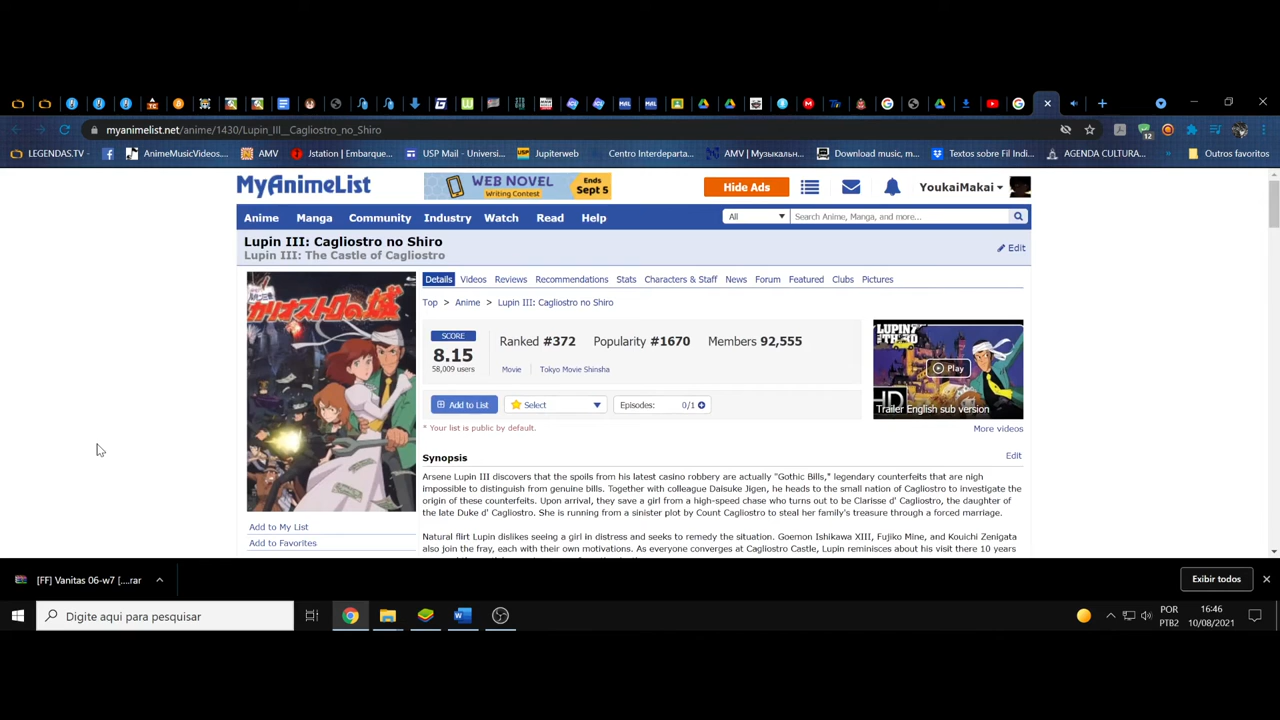 myanimelist.net/anime/1430/Lupin_III__Cagliostro_no_Shiro
12
LEGENDAS.TV
AnimeMusicVideos....
AMV
Jstation | Embarque...
USP Mail - Universi...
Jupiterweb
Centro Interdeparta...
AMV | Музыкальн...
Download music, m...
Textos sobre Fil Indi...
AGENDA CULTURA...
Outros favoritos
MyAnimeList
WEB NOVEL
Writing Contest
Ends
Sept 5
Hide Ads
YoukaiMakai
Anime Manga Community Industry Watch Read Help
All
Search Anime, Manga, and more...
Lupin III: Cagliostro no Shiro
Lupin III: The Castle of Cagliostro
Edit
カリオストロの城
Details Videos Reviews Recommendations Stats Characters & Staff News Forum Featured Clubs Pictures
Top > Anime > Lupin III: Cagliostro no Shiro
SCORE
8.15
58,009 users
Ranked #372 Popularity #1670 Members 92,555
Movie Tokyo Movie Shinsha
Add to List
Select
Episodes: 0/1
* Your list is public by default.
LUPIN
THE THIRD
Play
HD
Trailer English sub version
More videos
Synopsis
Edit
Arsene Lupin III discovers that the spoils from his latest casino robbery are actually "Gothic Bills," legendary counterfeits that are nigh
impossible to distinguish from genuine bills. Together with colleague Daisuke Jigen, he heads to the small nation of Cagliostro to investigate the
origin of these counterfeits. Upon arrival, they save a girl from a high-speed chase who turns out to be Clarisse d' Cagliostro, the daughter of
the late Duke d' Cagliostro. She is running from a sinister plot by Count Cagliostro to steal her family's treasure through a forced marriage.
Natural flirt Lupin dislikes seeing a girl in distress and seeks to remedy the situation. Goemon Ishikawa XIII, Fujiko Mine, and Kouichi Zenigata
also join the fray, each with their own motivations. As everyone converges at Cagliostro Castle, Lupin reminisces about his visit there 10 years
Add to My List
Add to Favorites
[FF] Vanitas 06-w7 [....rar
Exibir todos
Digite aqui para pesquisar
POR
PTB2
16:46
10/08/2021